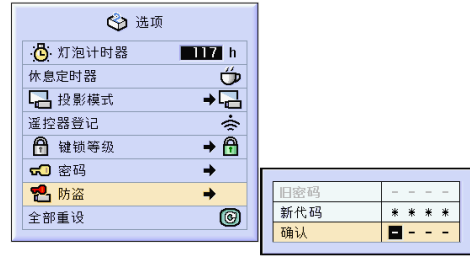 选项
灯泡计时器 117 h
休息定时器
投影模式
遥控器登记
键锁等级
密码
防盗
全部重设
旧密码 - - - -
新代码 * * * *
确认 - - - -